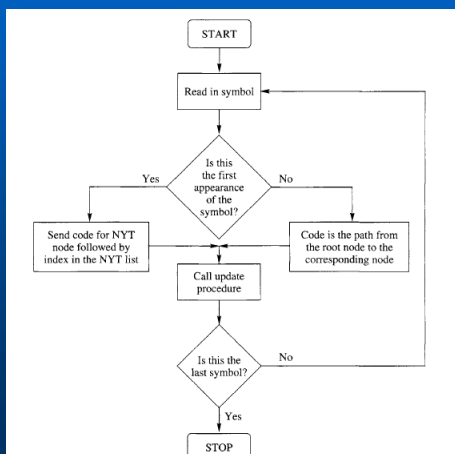 START
Read in symbol
Is this
the first
appearance
of the
symbol?
Yes
No
Send code for NYT
node followed by
index in the NYT list
Code is the path from
the root node to the
corresponding node
Call update
procedure
Is this the
last symbol?
No
Yes
STOP